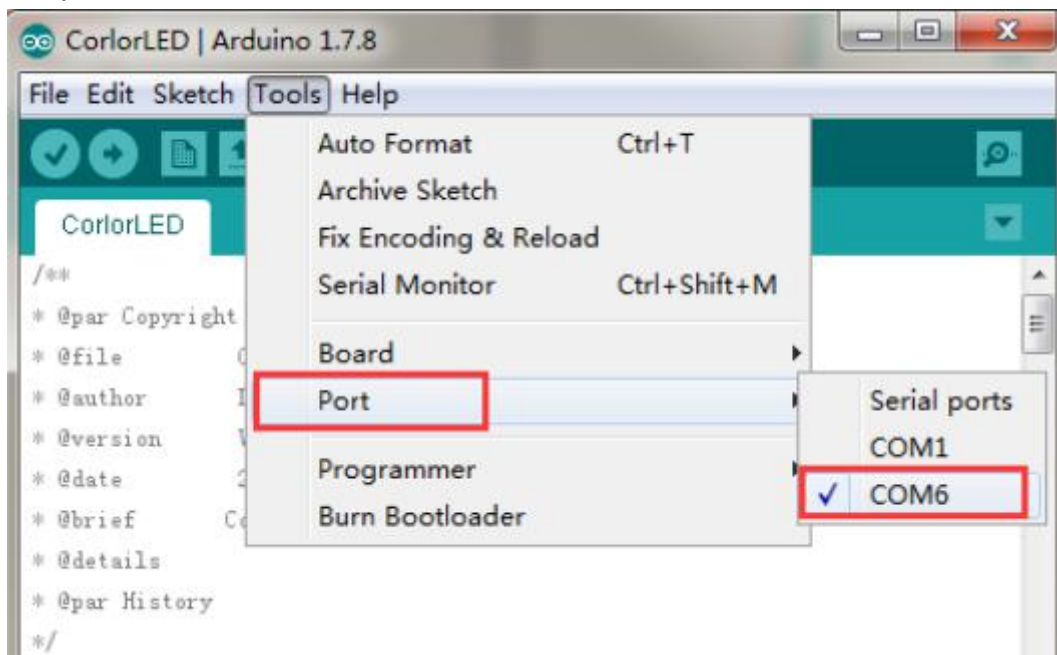 CorlorLED | Arduino 1.7.8
File Edit Sketch Tools Help
Auto Format Ctrl+T
Archive Sketch
Fix Encoding & Reload
Serial Monitor Ctrl+Shift+M
Board
Port
Programmer
Burn Bootloader
Serial ports
COM1
COM6
CorlorLED
/**
* @par Copyright
* @file
* @author
* @version
* @date
* @brief
* @details
* @par History
*/